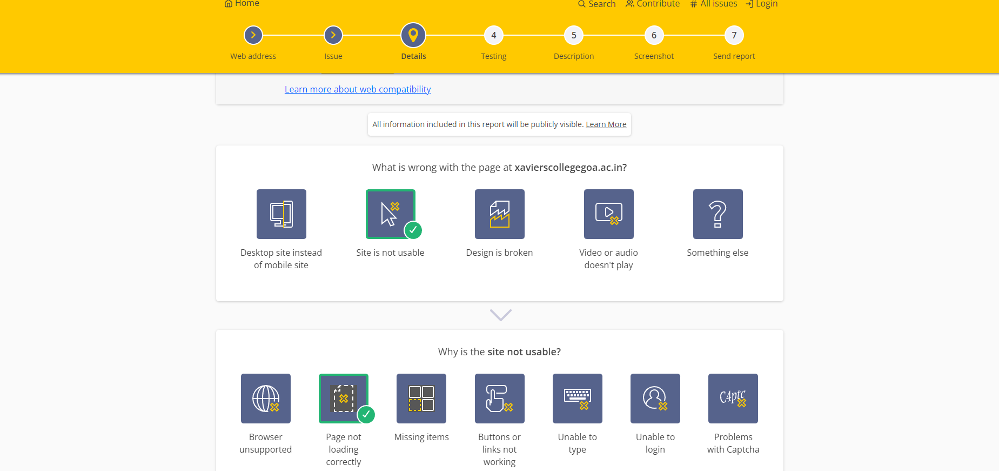 Home
Search
Contribute
All issues
Login
4
5
6
7
Web address
Issue
Details
Testing
Description
Screenshot
Send report
Learn more about web compatibility
All information included in this report will be publicly visible. Learn More
What is wrong with the page at xavierscollegegoa.ac.in?
Desktop site instead
of mobile site
Site is not usable
Design is broken
Video or audio
doesn't play
Something else
Why is the site not usable?
C4ptc
Browser
unsupported
Page not
loading
correctly
Missing items
Buttons or
links not
working
Unable to
type
Unable to
login
Problems
with Captcha